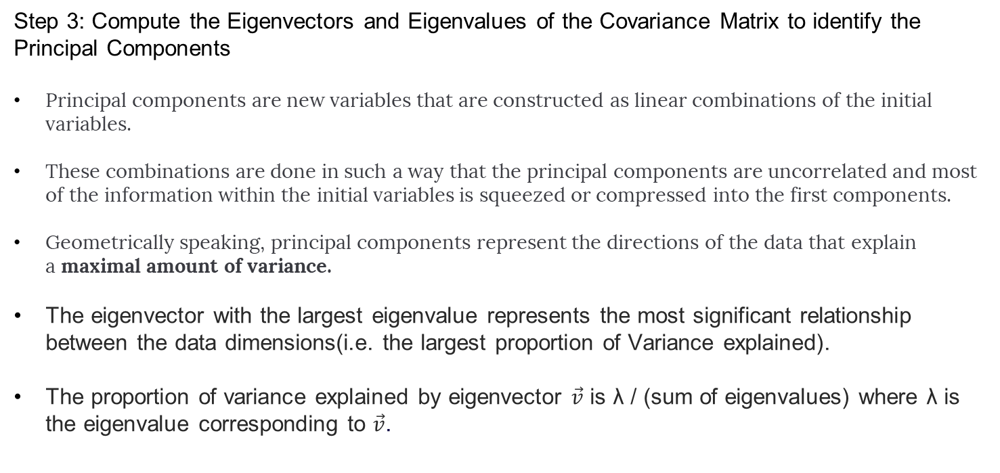 Step 3: Compute the Eigenvectors and Eigenvalues of the Covariance Matrix to identify the
Principal Components
• Principal components are new variables that are constructed as linear combinations of the initial
variables.
• These combinations are done in such a way that the principal components are uncorrelated and most
of the information within the initial variables is squeezed or compressed into the first components.
• Geometrically speaking, principal components represent the directions of the data that explain
a maximal amount of variance.
• The eigenvector with the largest eigenvalue represents the most significant relationship
between the data dimensions(i.e. the largest proportion of Variance explained).
• The proportion of variance explained by eigenvector v⃗ is λ / (sum of eigenvalues) where λ is
the eigenvalue corresponding to v⃗.